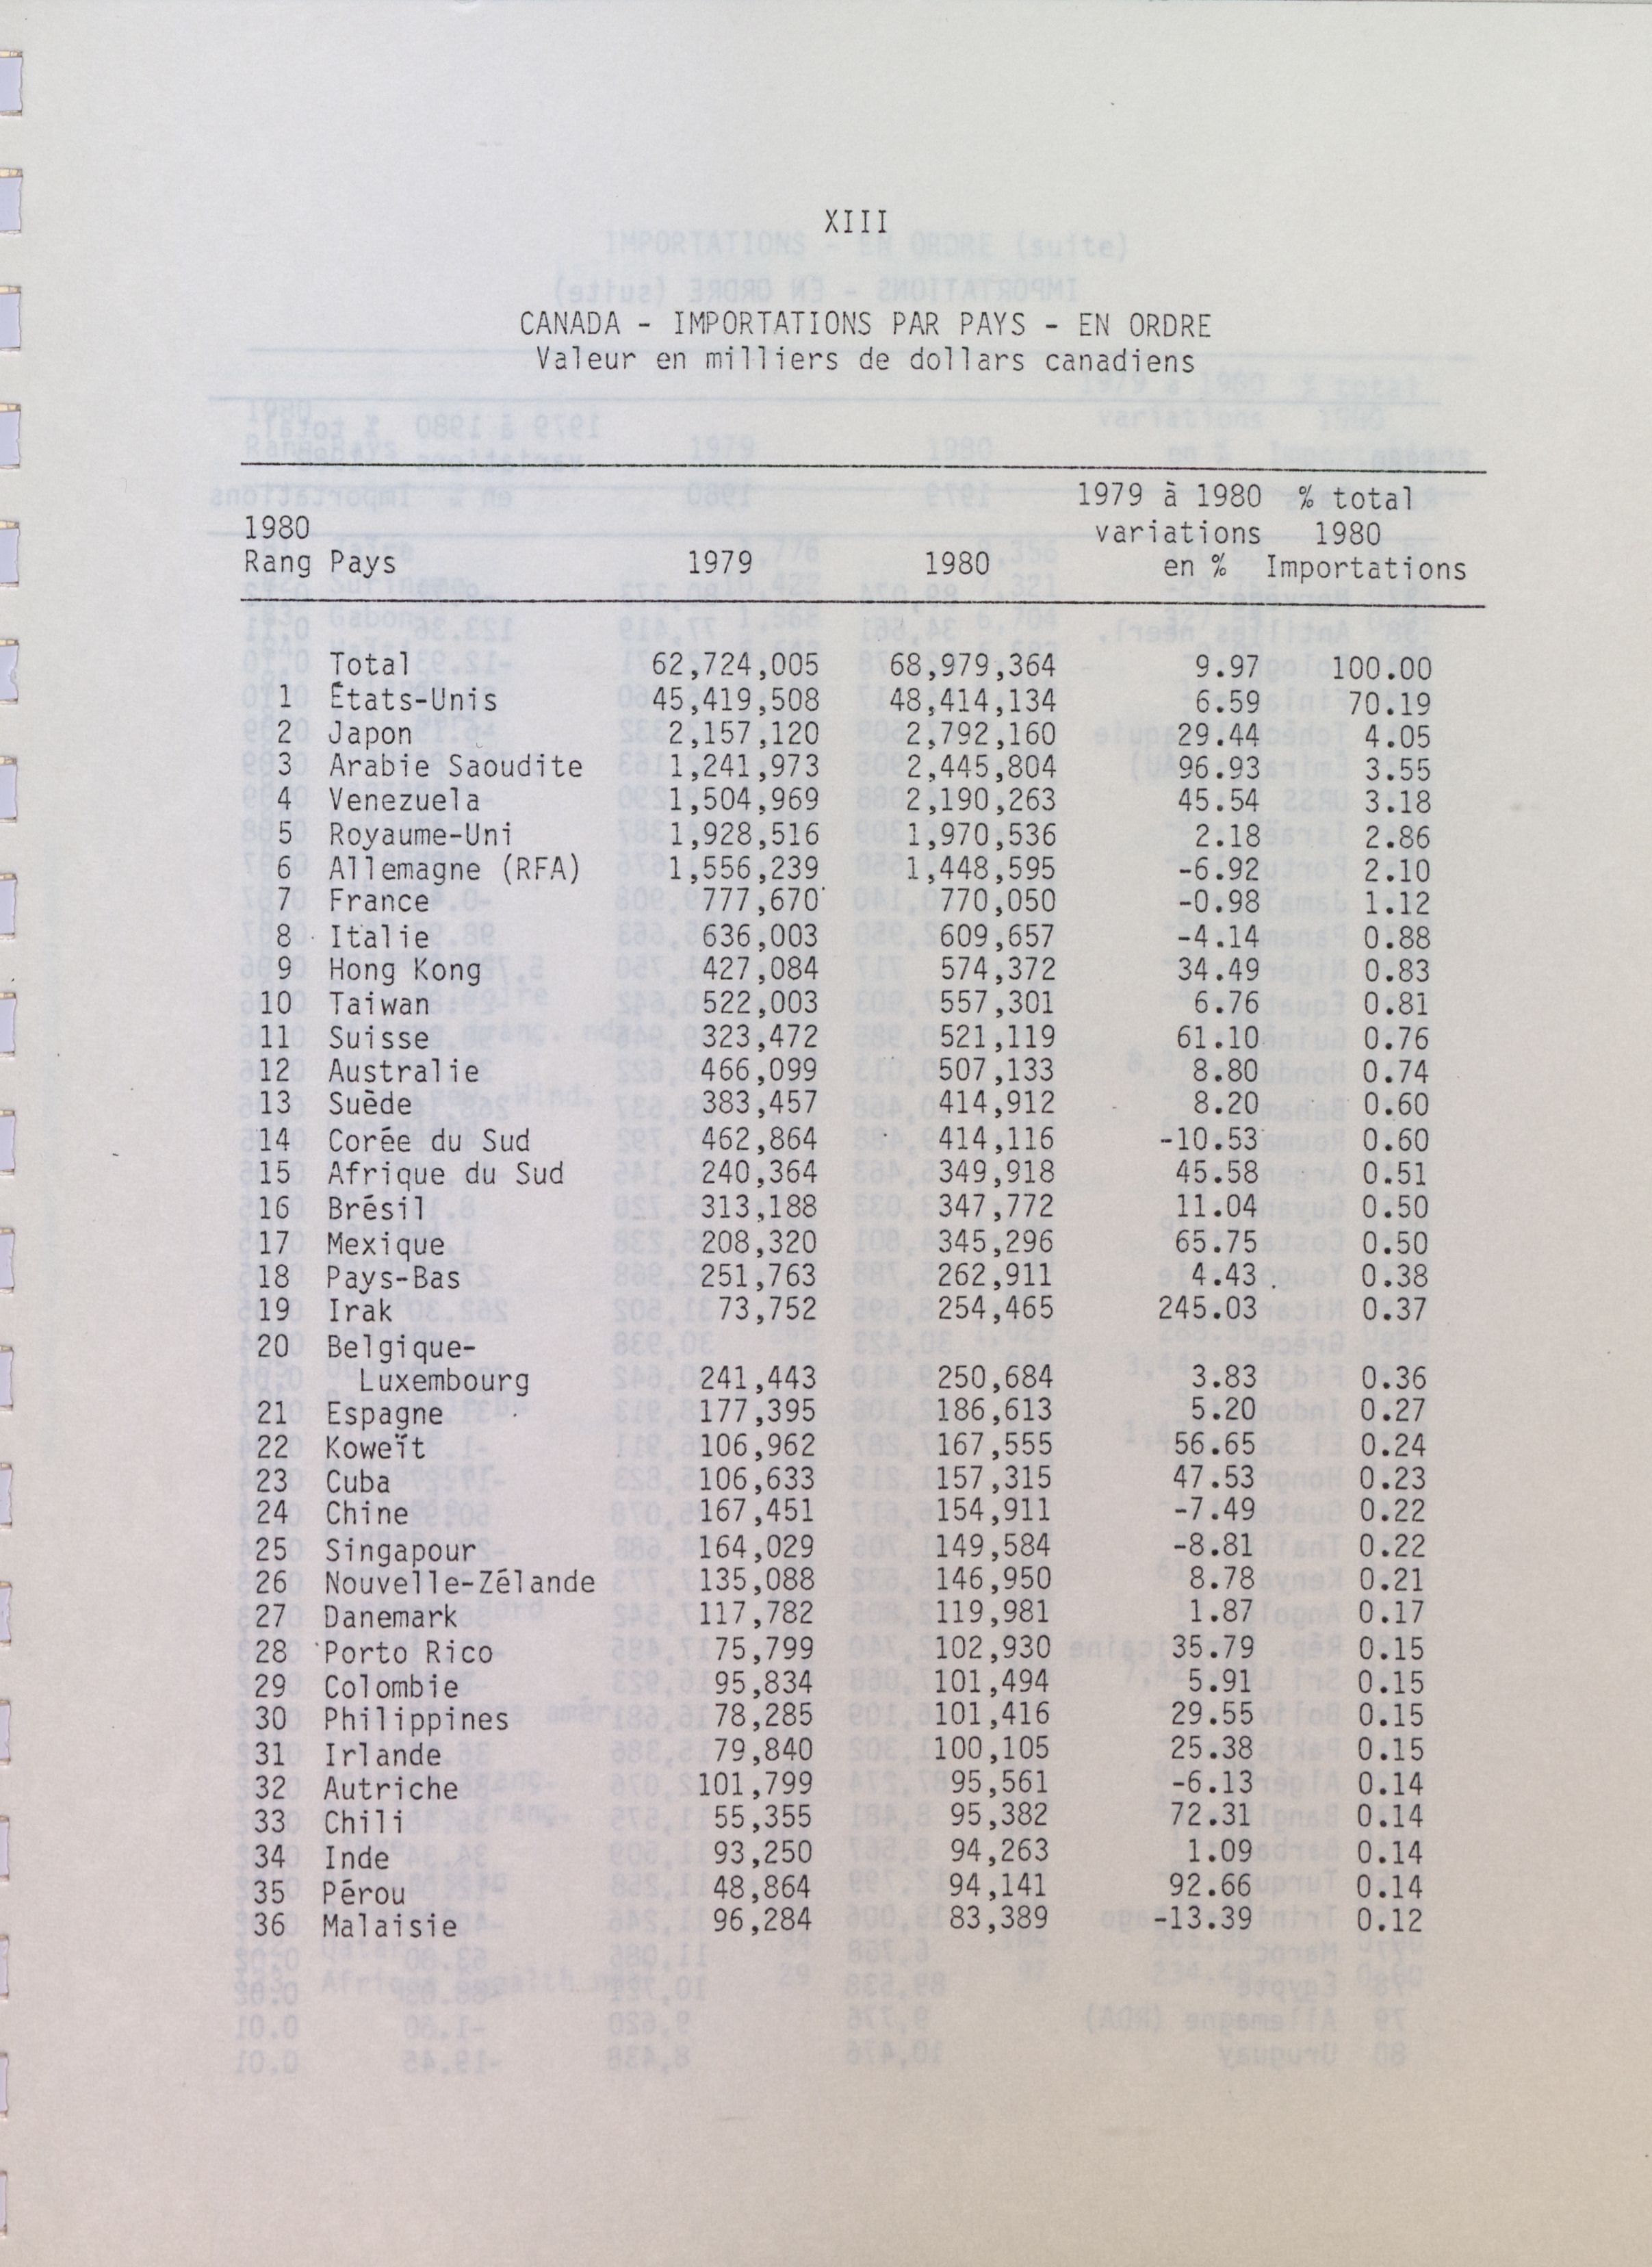 XIII
CANADA - IMPORTATIONS PAR PAYS - EN ORDRE
Valeur en milliers de dollars canadiens
1979 à 1980 % total
1980 variations 1980
Rang Pays 1979 1980 en % Importations
Total 62,724,005 68,979,364 9.97 100.00
1 États-Unis 45,419,508 48,414,134 6.59 70.19
2 Japon 2,157,120 2,792,160 29.44 4.05
3 Arabie Saoudite 1,241,973 2,445,804 96.93 3.55
4 Venezuela 1,504,969 2,190,263 45.54 3.18
5 Royaume-Uni 1,928,516 1,970,536 2.18 2.86
6 Allemagne (RFA) 1,556,239 1,448,595 -6.92 2.10
7 France 777,670 770,050 -0.98 1.12
8 Italie 636,003 609,657 -4.14 0.88
9 Hong Kong 427,084 574,372 34.49 0.83
10 Taiwan 522,003 557,301 6.76 0.81
11 Suisse 323,472 521,119 61.10 0.76
12 Australie 466,099 507,133 8.80 0.74
13 Suède 383,457 414,912 8.20 0.60
14 Corée du Sud 462,864 414,116 -10.53 0.60
15 Afrique du Sud 240,364 349,918 45.58 0.51
16 Brésil 313,188 347,772 11.04 0.50
17 Mexique 208,320 345,296 65.75 0.50
18 Pays-Bas 251,763 262,911 4.43 0.38
19 Irak 73,752 254,465 245.03 0.37
20 Belgique-
Luxembourg 241,443 250,684 3.83 0.36
21 Espagne 177,395 186,613 5.20 0.27
22 Koweït 106,962 167,555 56.65 0.24
23 Cuba 106,633 157,315 47.53 0.23
24 Chine 167,451 154,911 -7.49 0.22
25 Singapour 164,029 149,584 -8.81 0.22
26 Nouvelle-Zélande 135,088 146,950 8.78 0.21
27 Danemark 117,782 119,981 1.87 0.17
28 Porto Rico 75,799 102,930 35.79 0.15
29 Colombie 95,834 101,494 5.91 0.15
30 Philippines 78,285 101,416 29.55 0.15
31 Irlande 79,840 100,105 25.38 0.15
32 Autriche 101,799 95,561 -6.13 0.14
33 Chili 55,355 95,382 72.31 0.14
34 Inde 93,250 94,263 1.09 0.14
35 Pérou 48,864 94,141 92.66 0.14
36 Malaisie 96,284 83,389 -13.39 0.12